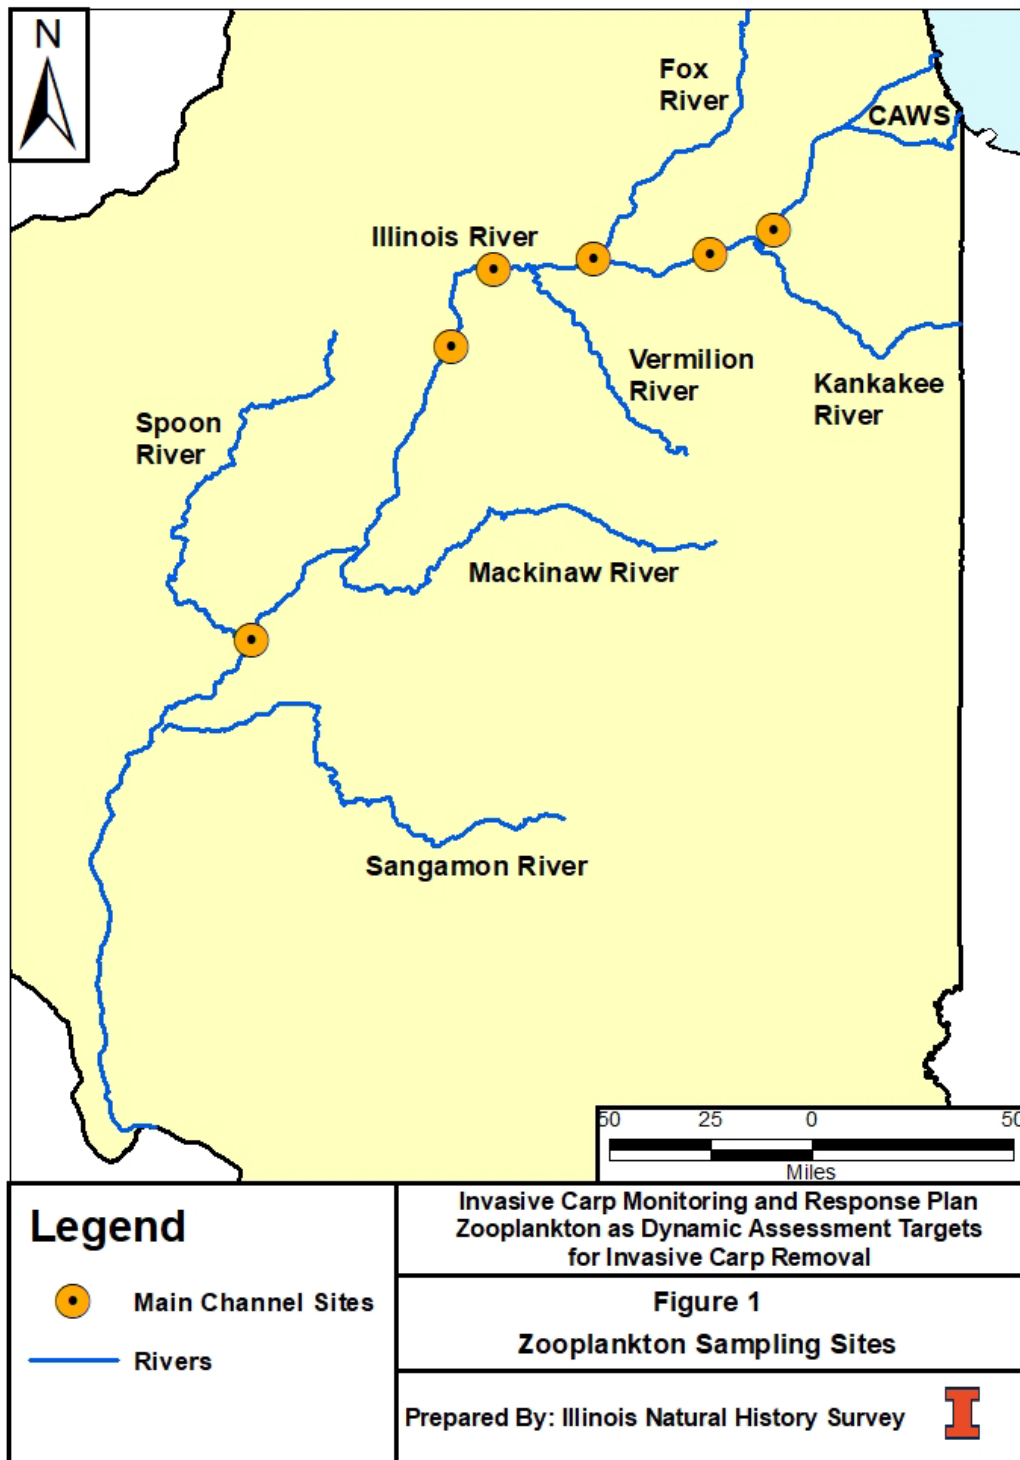 N
Fox
River
CAWS
Illinois River
Vermilion
River
Kankakee
River
Spoon
River
Mackinaw River
Sangamon River
50 25 0 50
Miles
Legend
Main Channel Sites
Rivers
Invasive Carp Monitoring and Response Plan
Zooplankton as Dynamic Assessment Targets
for Invasive Carp Removal
Figure 1
Zooplankton Sampling Sites
Prepared By: Illinois Natural History Survey
I